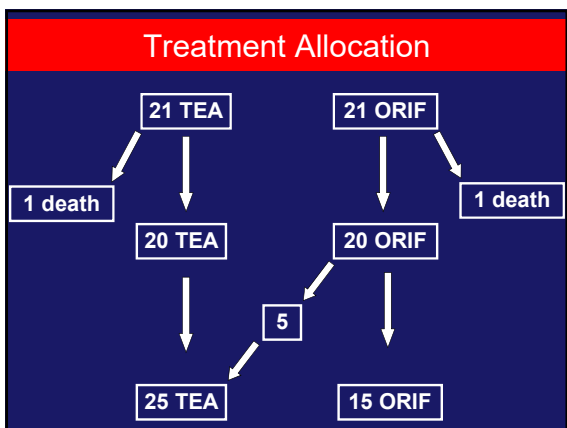 Treatment Allocation
21 TEA
21 ORIF
1 death
1 death
20 TEA
20 ORIF
5
25 TEA
15 ORIF